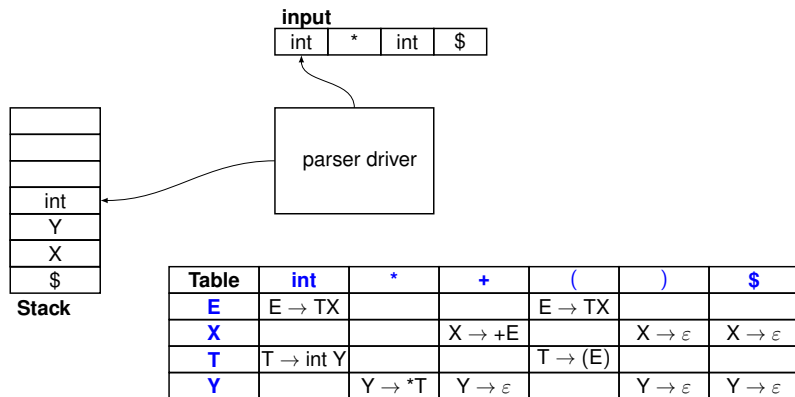 input
int * int $
parser driver
int
Y
X
$
Stack
Table int * + ( ) $
E E → TX E → TX
X X → +E X → ε X → ε
T T → int Y T → (E)
Y Y → *T Y → ε Y → ε Y → ε